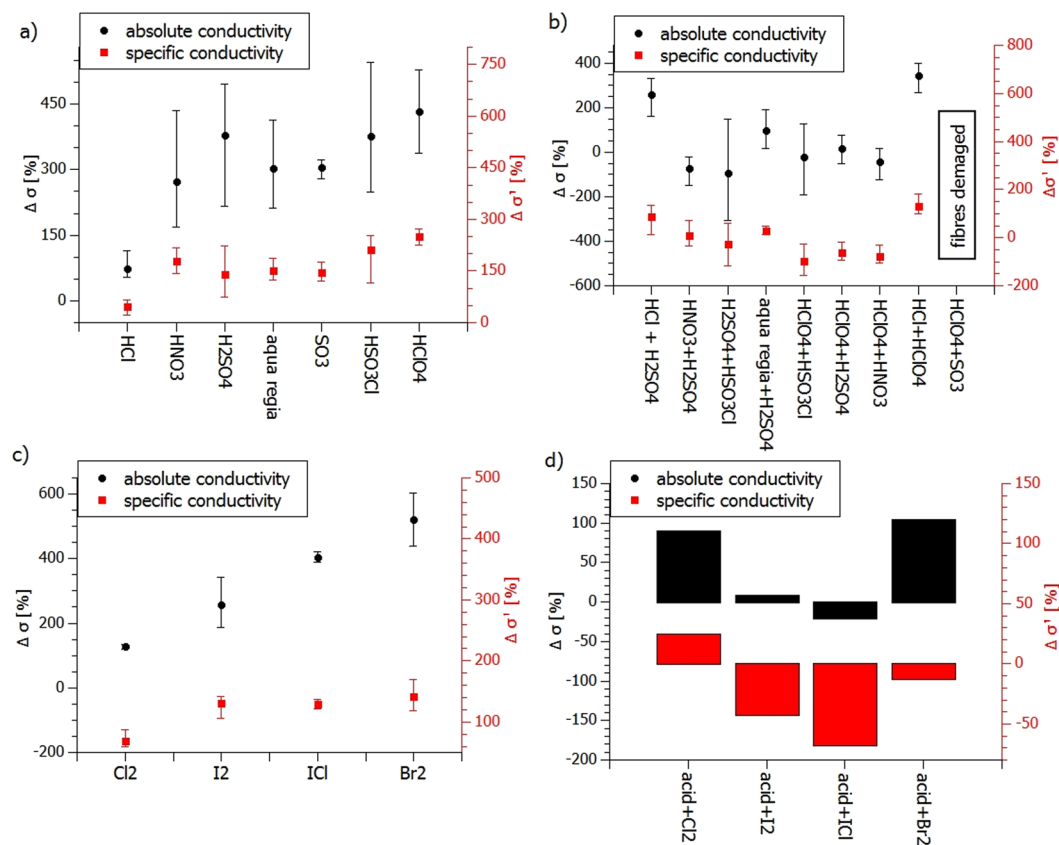 a)
absolute conductivity
specific conductivity
Δ σ [%]
450
300
150
0
750
600
450
300
150
0
Δ σ' [%]
HCl
HNO3
H2SO4
aqua regia
SO3
HSO3Cl
HClO4
b)
absolute conductivity
specific conductivity
Δ σ [%]
400
200
0
-200
-400
-600
fibres demaged
800
600
400
200
0
-200
Δ σ' [%]
HCl + H2SO4
HNO3+H2SO4
H2SO4+HSO3Cl
aqua regia+H2SO4
HClO4+HSO3Cl
HClO4+H2SO4
HClO4+HNO3
HCl+HClO4
HClO4+SO3
c)
absolute conductivity
specific conductivity
Δ σ [%]
600
400
200
0
-200
500
400
300
200
100
Δ σ' [%]
Cl2
I2
ICl
Br2
d)
absolute conductivity
specific conductivity
Δ σ [%]
150
100
50
0
-50
-100
-150
-200
150
100
50
0
-50
Δ σ' [%]
acid+Cl2
acid+I2
acid+ICl
acid+Br2